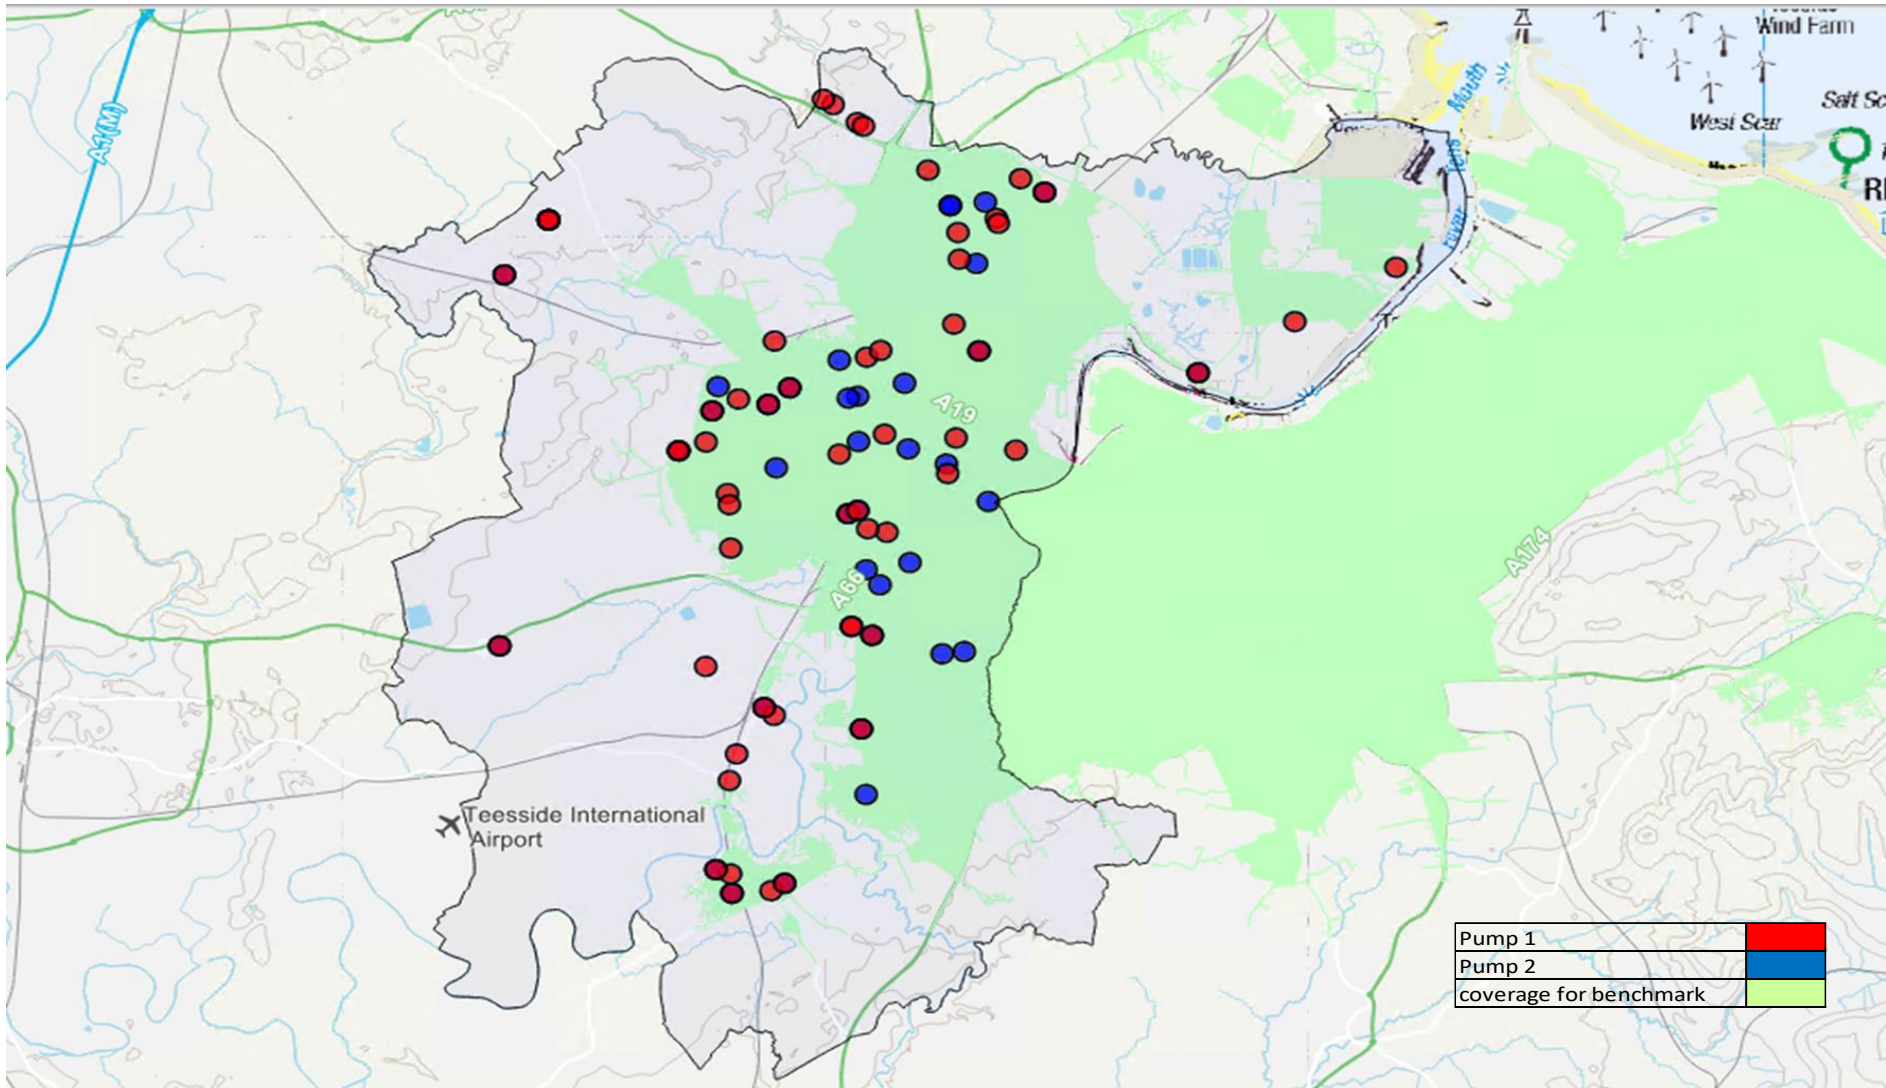 Wind Farm
A1(M)
Mouth
Salt Sc
West Scar
Tees
River
A19
A174
A66
Teesside International
Airport
Pump 1
Pump 2
coverage for benchmark